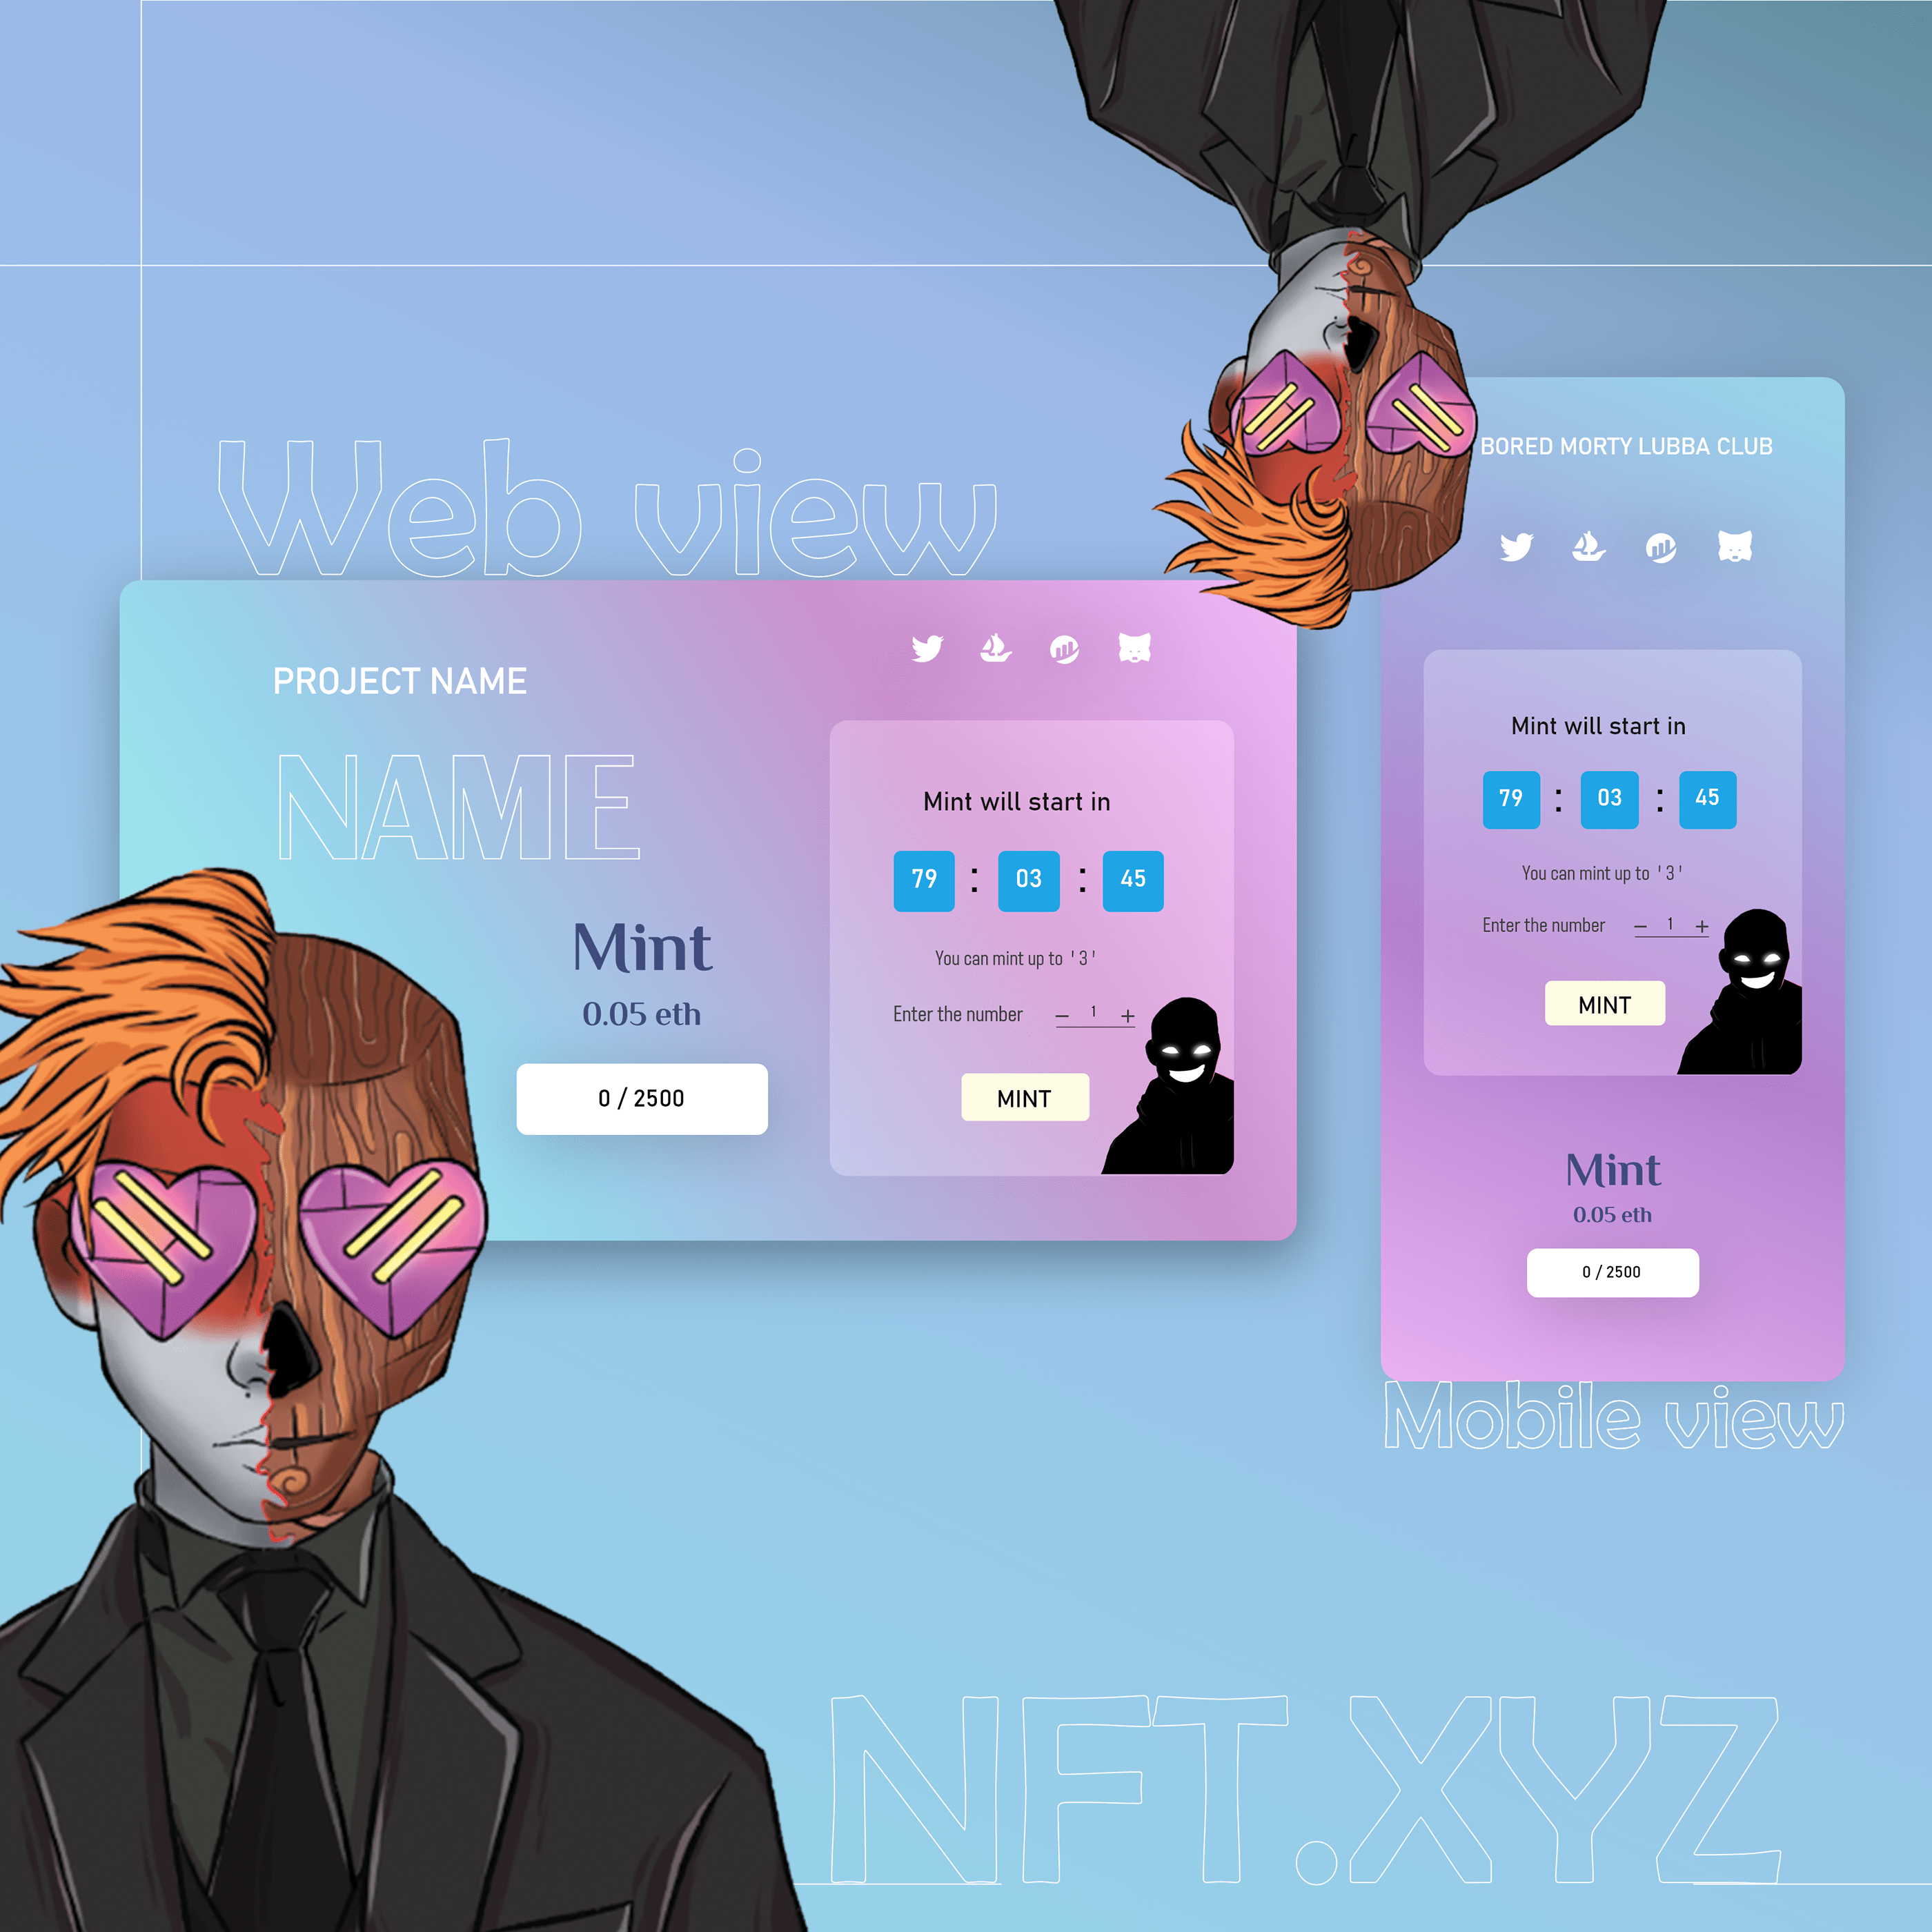 Web view
PROJECT NAME
NAME
Mint
0.05 eth
0 / 2500
Mint will start in
79 : 03 : 45
You can mint up to '3'
Enter the number − 1 +
MINT
BORED MORTY LUBBA CLUB
Mint will start in
79 : 03 : 45
You can mint up to '3'
Enter the number − 1 +
MINT
Mint
0.05 eth
0 / 2500
Mobile view
NFT.XYZ